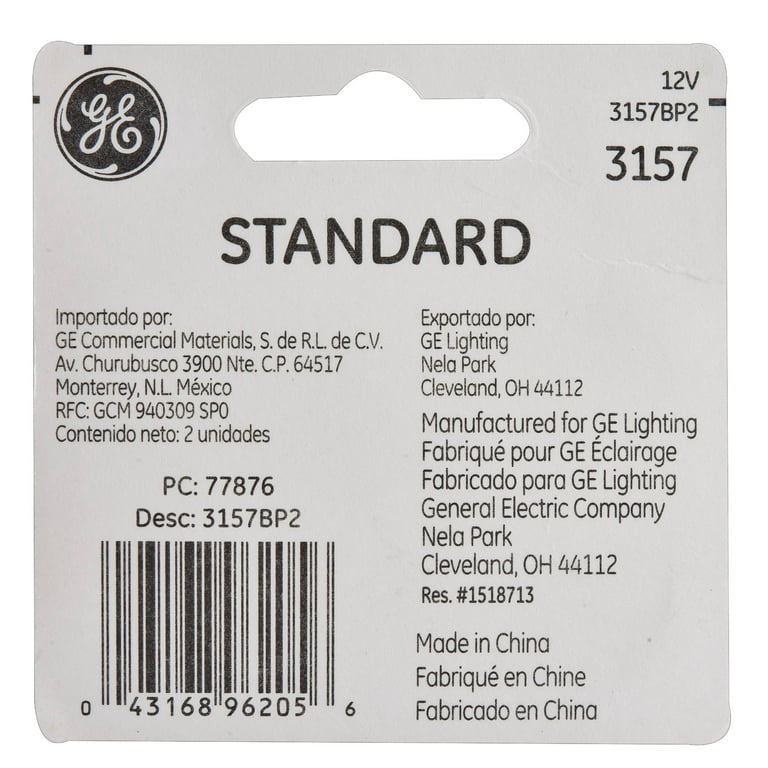 GE
12V
3157BP2
3157
STANDARD
Importado por:
GE Commercial Materials, S. de R.L. de C.V.
Av. Churubusco 3900 Nte. C.P. 64517
Monterrey, N.L. México
RFC: GCM 940309 SP0
Contenido neto: 2 unidades
PC: 77876
Desc: 3157BP2
0 43168 96205 6
Exportado por:
GE Lighting
Nela Park
Cleveland, OH 44112
Manufactured for GE Lighting
Fabriqué pour GE Éclairage
Fabricado para GE Lighting
General Electric Company
Nela Park
Cleveland, OH 44112
Res. #1518713
Made in China
Fabriqué en Chine
Fabricado en China